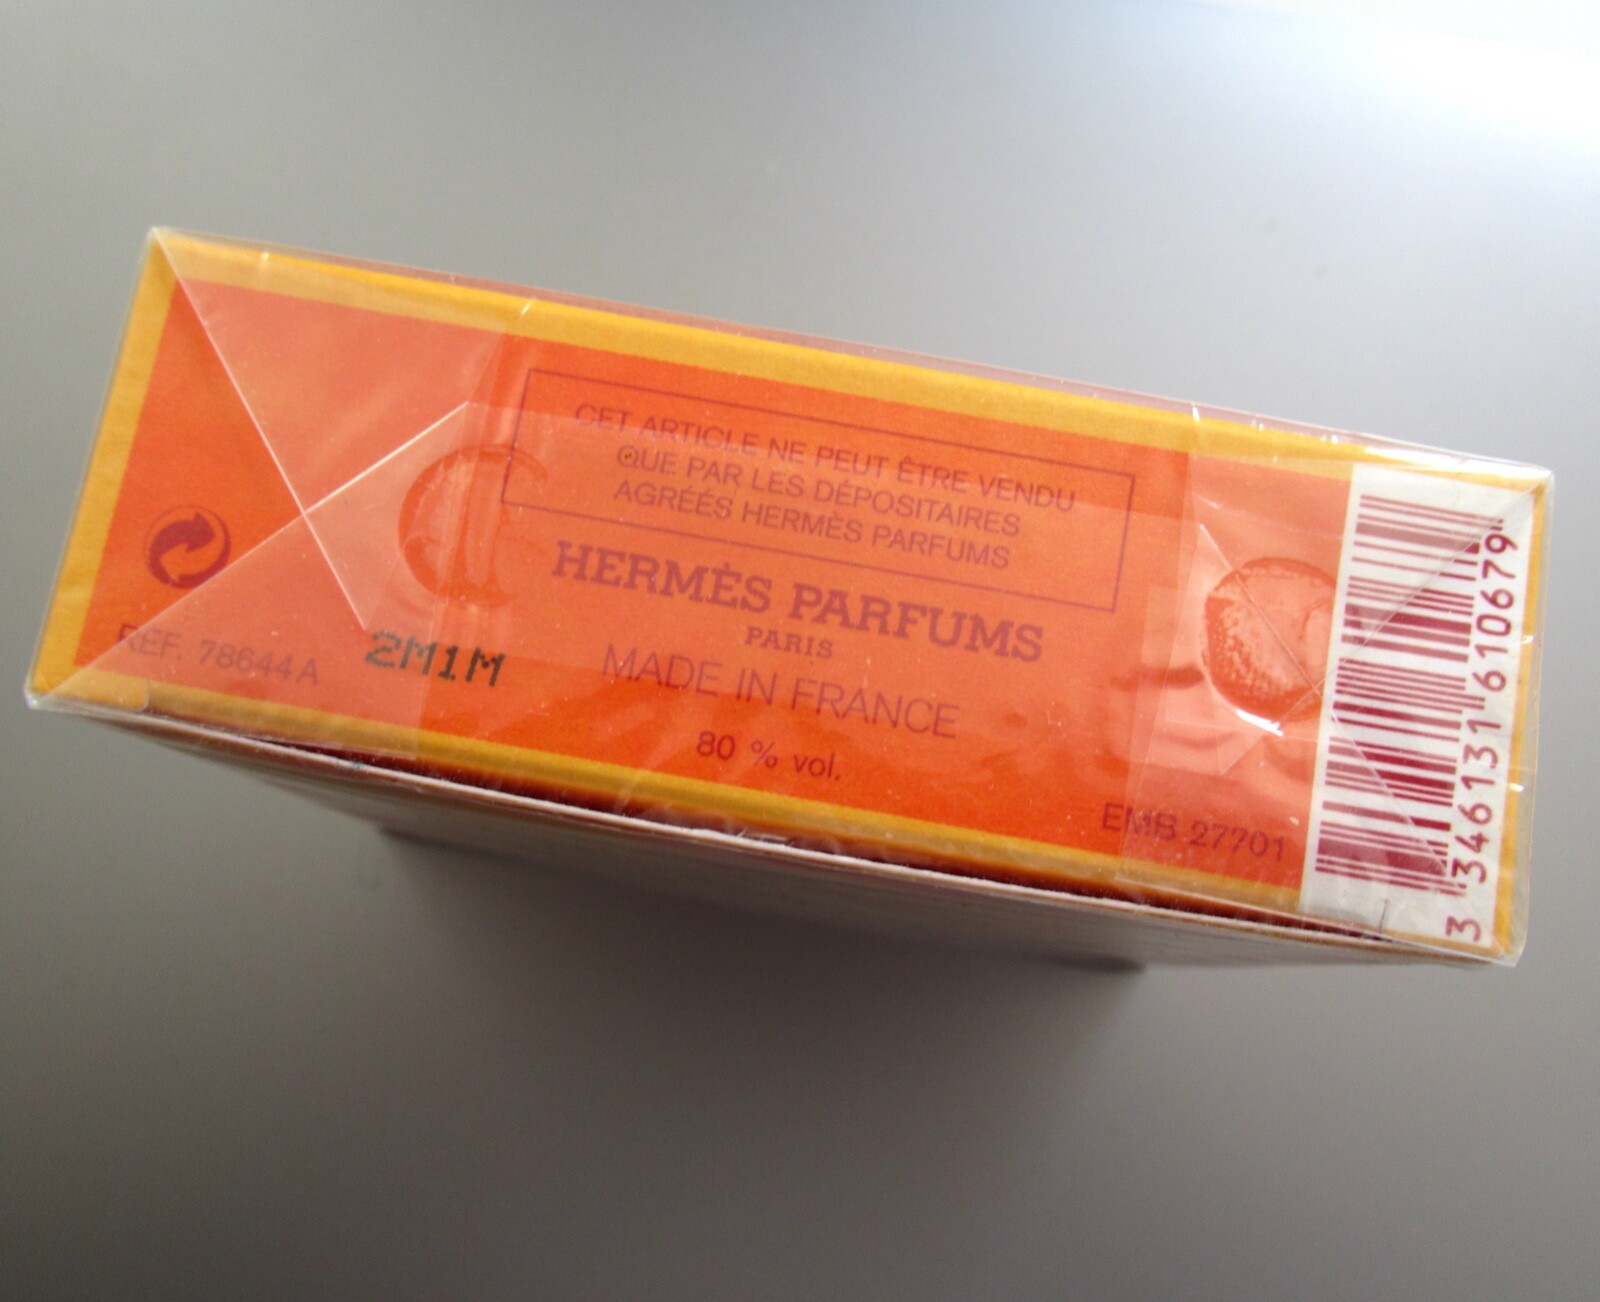 CET ARTICLE NE PEUT ÊTRE VENDU
QUE PAR LES DÉPOSITAIRES
AGRÉÉS HERMÈS PARFUMS
HERMÈS PARFUMS
PARIS
MADE IN FRANCE
80 % vol.
REF. 78644A
2M1M
EMB 27701
3 346131 610679